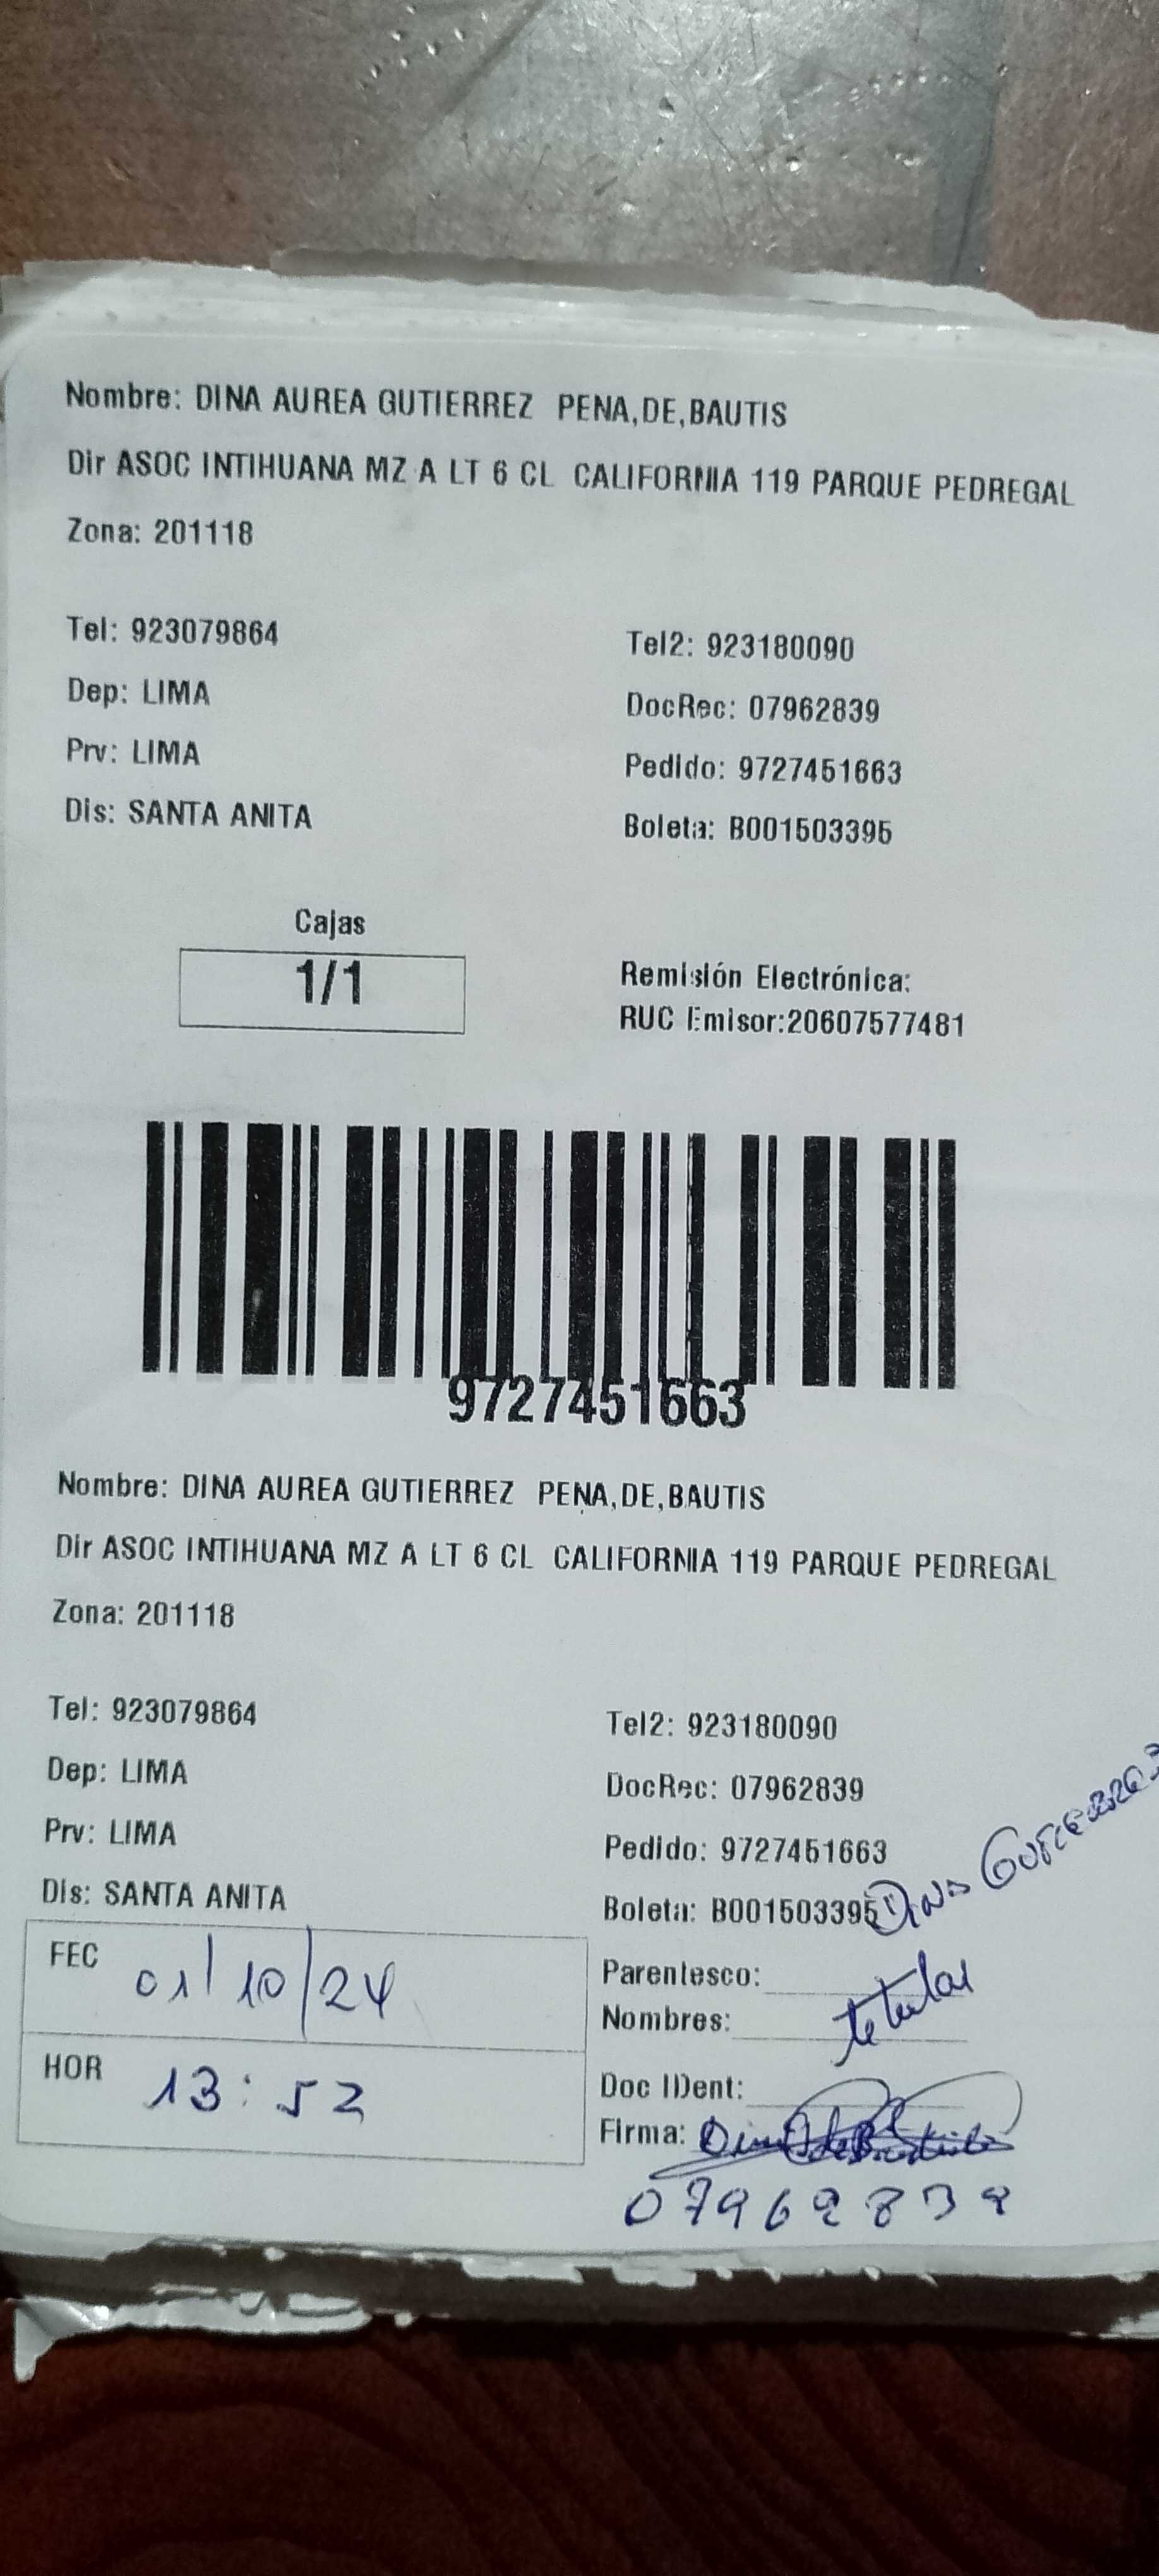 Nombre: DINA AUREA GUTIERREZ PENA,DE,BAUTIS
Dir ASOC INTIHUANA MZ A LT 6 CL CALIFORNIA 119 PARQUE PEDREGAL
Zona: 201118
Tel: 923079864
Tel2: 923180090
Dep: LIMA
DocRec: 07962839
Prv: LIMA
Pedido: 9727451663
Dis: SANTA ANITA
Boleta: B001503395
Cajas
1/1
Remisión Electrónica:
RUC Emisor:20607577481
9727451663
Nombre: DINA AUREA GUTIERREZ PENA,DE,BAUTIS
Dir ASOC INTIHUANA MZ A LT 6 CL CALIFORNIA 119 PARQUE PEDREGAL
Zona: 201118
Tel: 923079864
Tel2: 923180090
Dep: LIMA
DocRec: 07962839
Prv: LIMA
Pedido: 9727451663
Dis: SANTA ANITA
Boleta: B001503395
Dina
FEC 01/10/24
Parentesco: titular
Nombres:
HOR 13:52
Doc IDent:
Firma:
07962839